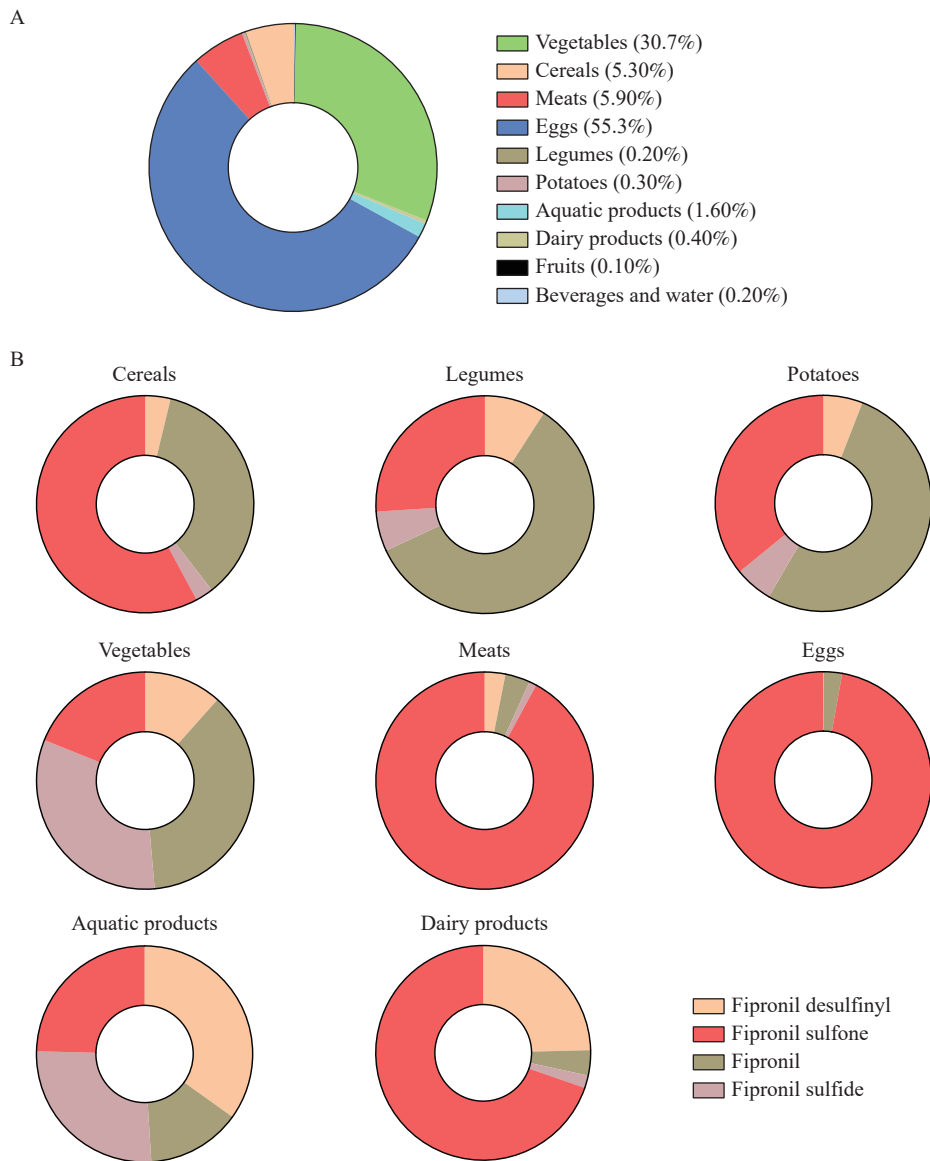 A
Vegetables (30.7%)
Cereals (5.30%)
Meats (5.90%)
Eggs (55.3%)
Legumes (0.20%)
Potatoes (0.30%)
Aquatic products (1.60%)
Dairy products (0.40%)
Fruits (0.10%)
Beverages and water (0.20%)
B
Cereals
Legumes
Potatoes
Vegetables
Meats
Eggs
Aquatic products
Dairy products
Fipronil desulfinyl
Fipronil sulfone
Fipronil
Fipronil sulfide